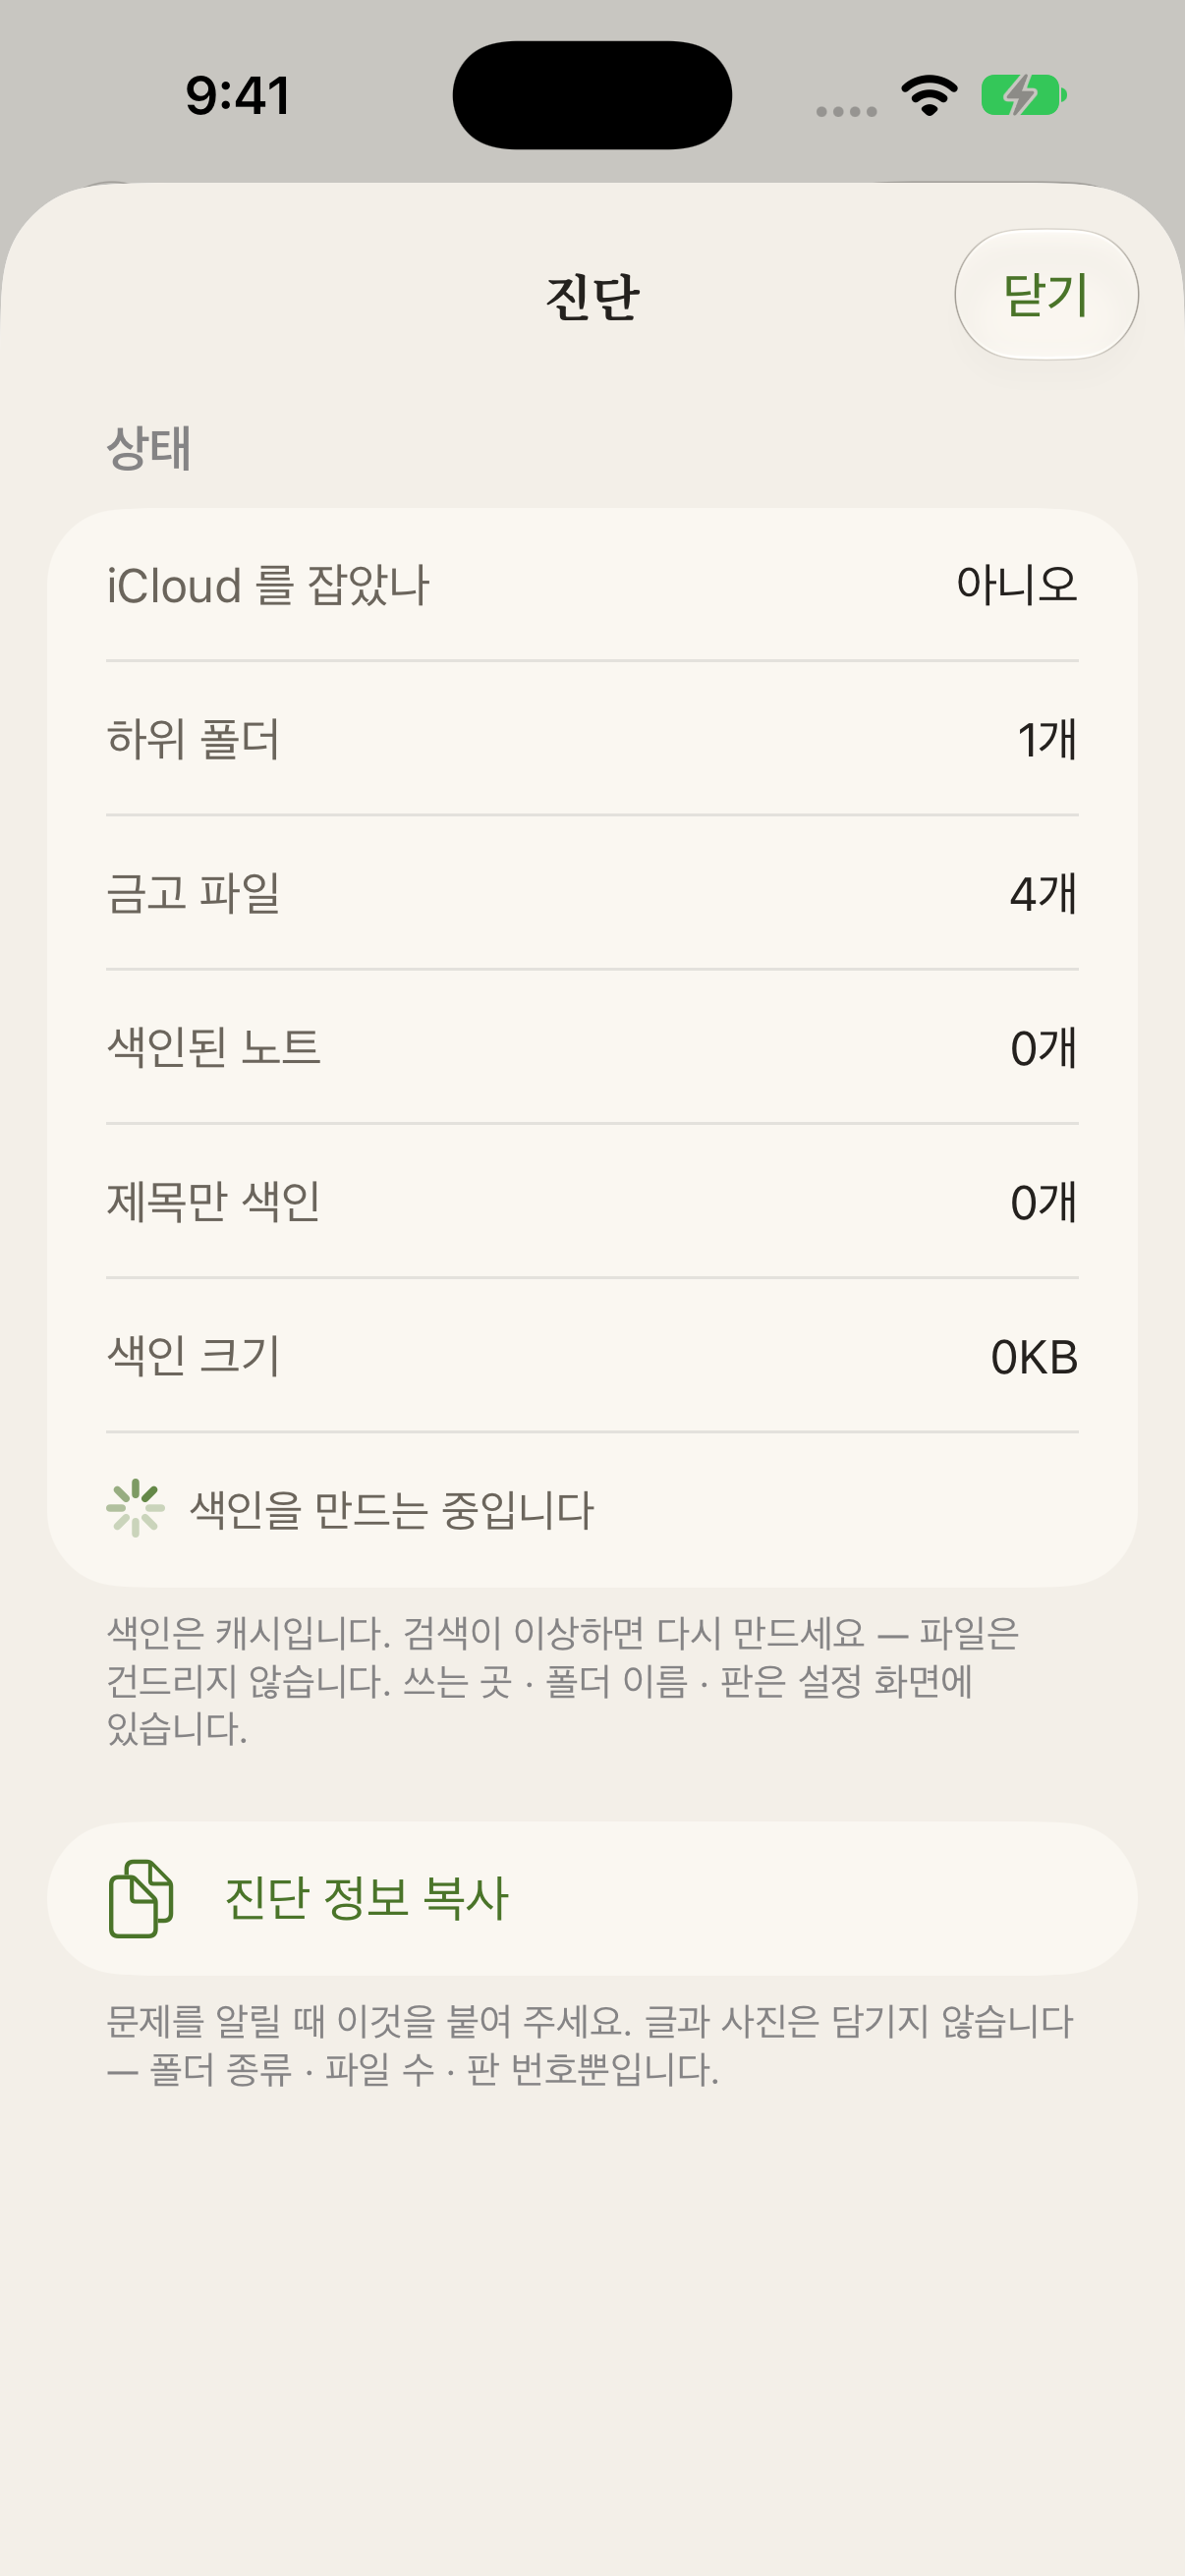 9:41
진단
닫기
상태
iCloud 를 잡았나
아니오
하위 폴더
1개
금고 파일
4개
색인된 노트
0개
제목만 색인
0개
색인 크기
0KB
색인을 만드는 중입니다
색인은 캐시입니다. 검색이 이상하면 다시 만드세요 — 파일은
건드리지 않습니다. 쓰는 곳 · 폴더 이름 · 판은 설정 화면에
있습니다.
진단 정보 복사
문제를 알릴 때 이것을 붙여 주세요. 글과 사진은 담기지 않습니다
— 폴더 종류 · 파일 수 · 판 번호뿐입니다.